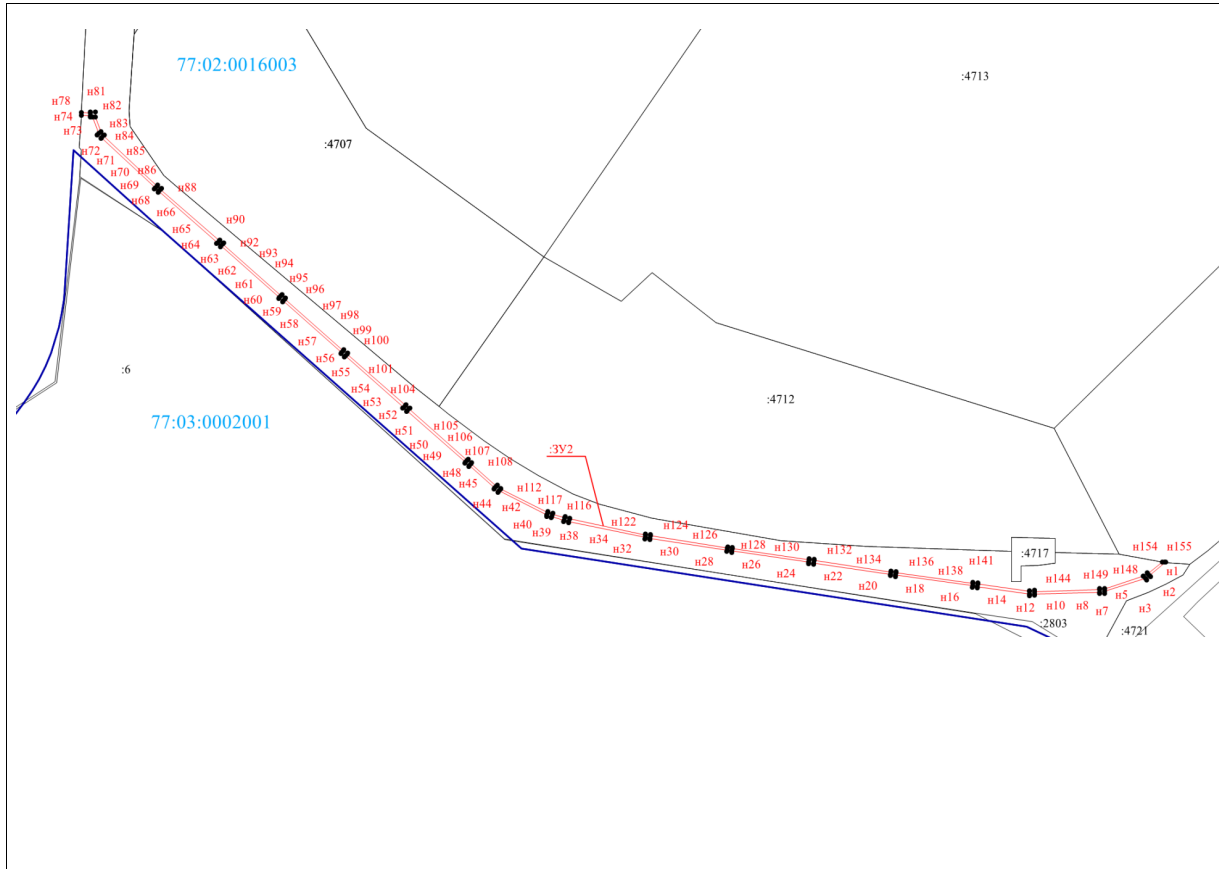 77:02:0016003
:4713
н81
н78
н82
н74
н83
н73
н84
:4707
н72
н85
н71
н70
н86
н69
н88
н68
н66
н90
н65
н64
н92
н63
н93
н62
н94
н61
н95
н60
н96
н59
н97
н58
н98
н57
н99
н100
н56
н101
:6
н55
н54
н104
н53
:4712
н52
77:03:0002001
н51
н105
н50
н106
н49
н107
:ЗУ2
н108
н48
н45
н112
н44
н42
н117
н116
н40
н122
н39
н124
н38
н126
н34
н128
н32
н130
н30
н132
н28
н134
н26
н136
н24
н138
н22
н141
н20
:4717
н18
н144
н16
н149
н14
н148
н12
н154
н155
н10
н1
н8
н5
н2
н7
н3
:2803
:4721